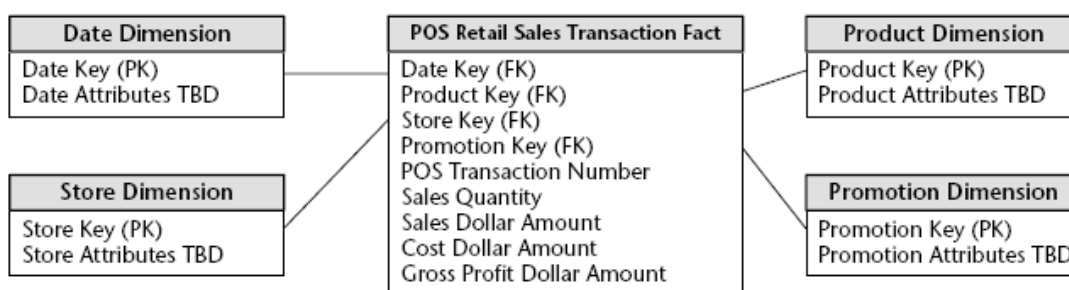 Date Dimension
Date Key (PK)
Date Attributes TBD
Store Dimension
Store Key (PK)
Store Attributes TBD
POS Retail Sales Transaction Fact
Date Key (FK)
Product Key (FK)
Store Key (FK)
Promotion Key (FK)
POS Transaction Number
Sales Quantity
Sales Dollar Amount
Cost Dollar Amount
Gross Profit Dollar Amount
Product Dimension
Product Key (PK)
Product Attributes TBD
Promotion Dimension
Promotion Key (PK)
Promotion Attributes TBD